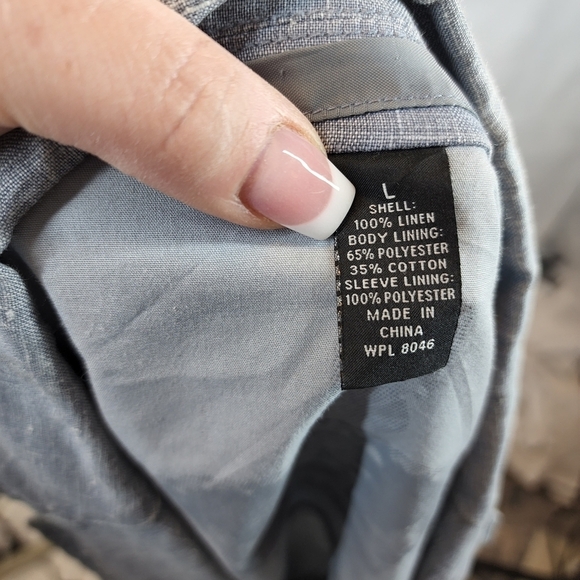 L
SHELL:
100% LINEN
BODY LINING:
65% POLYESTER
35% COTTON
SLEEVE LINING:
100% POLYESTER
MADE IN
CHINA
WPL 8046